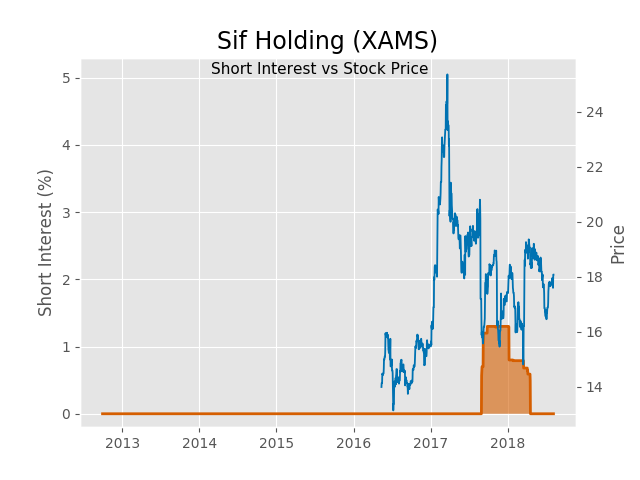 Sif Holding (XAMS)
Short Interest vs Stock Price
Short Interest (%)
5
4
3
2
1
0
24
22
20
18
16
14
Price
2013 2014 2015 2016 2017 2018